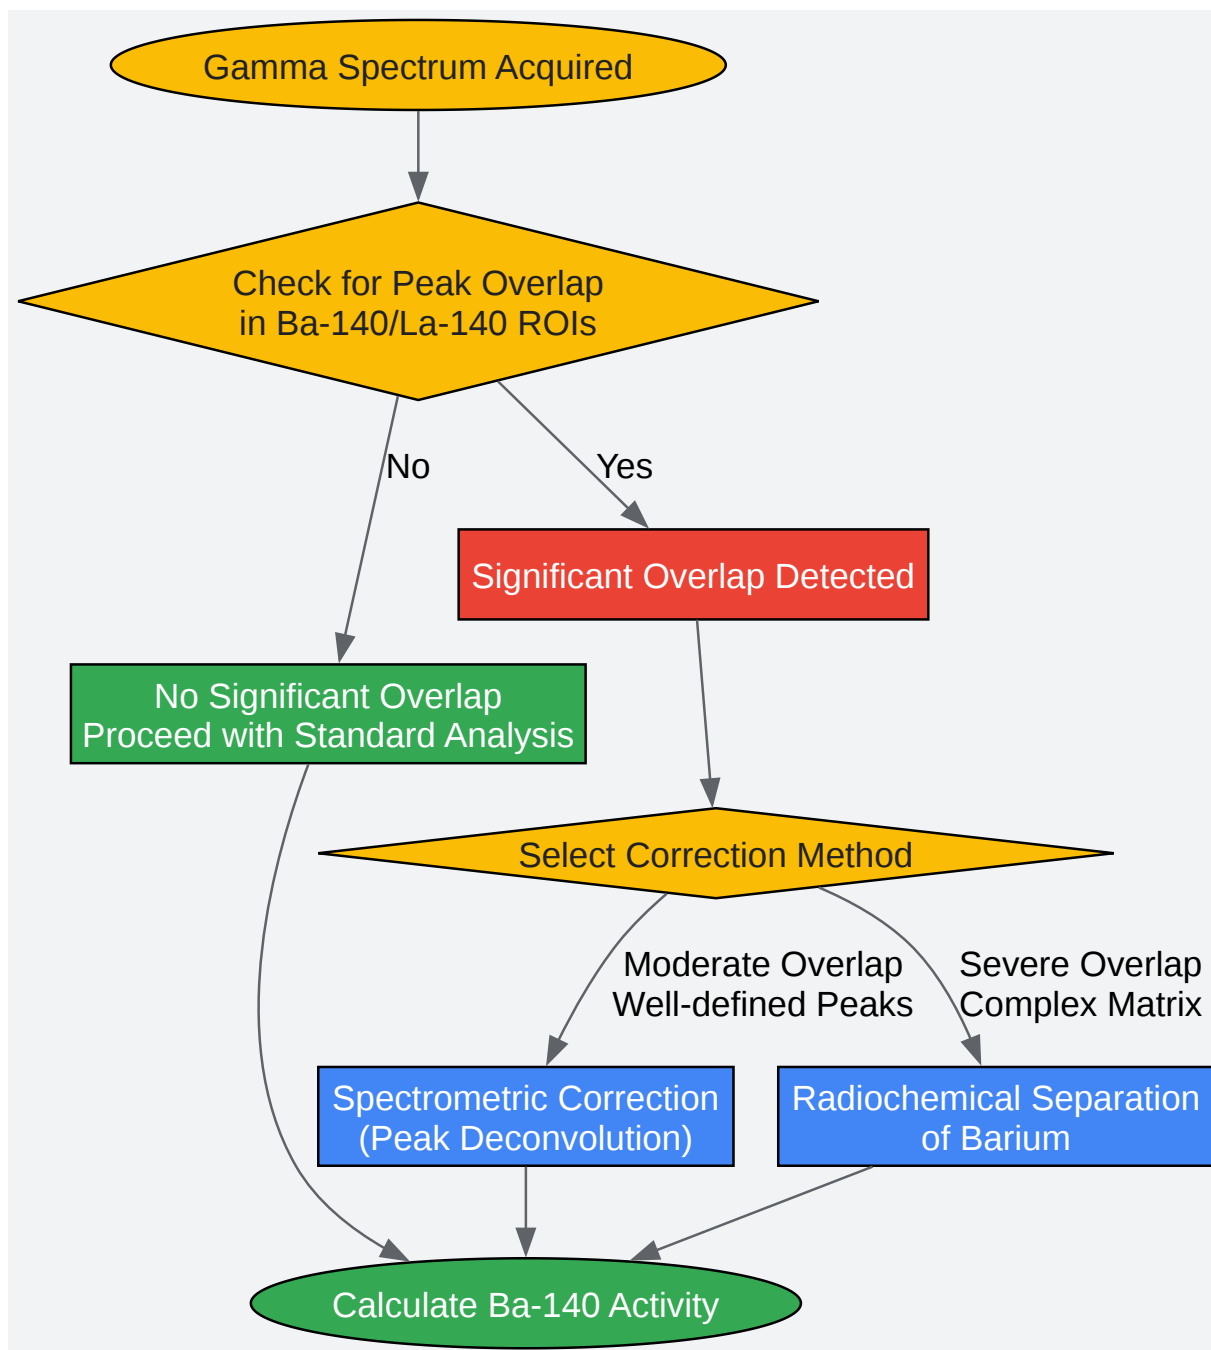 Gamma Spectrum Acquired
Check for Peak Overlap
in Ba-140/La-140 ROIs
No
Yes
Significant Overlap Detected
No Significant Overlap
Proceed with Standard Analysis
Select Correction Method
Moderate Overlap
Well-defined Peaks
Severe Overlap
Complex Matrix
Spectrometric Correction
(Peak Deconvolution)
Radiochemical Separation
of Barium
Calculate Ba-140 Activity